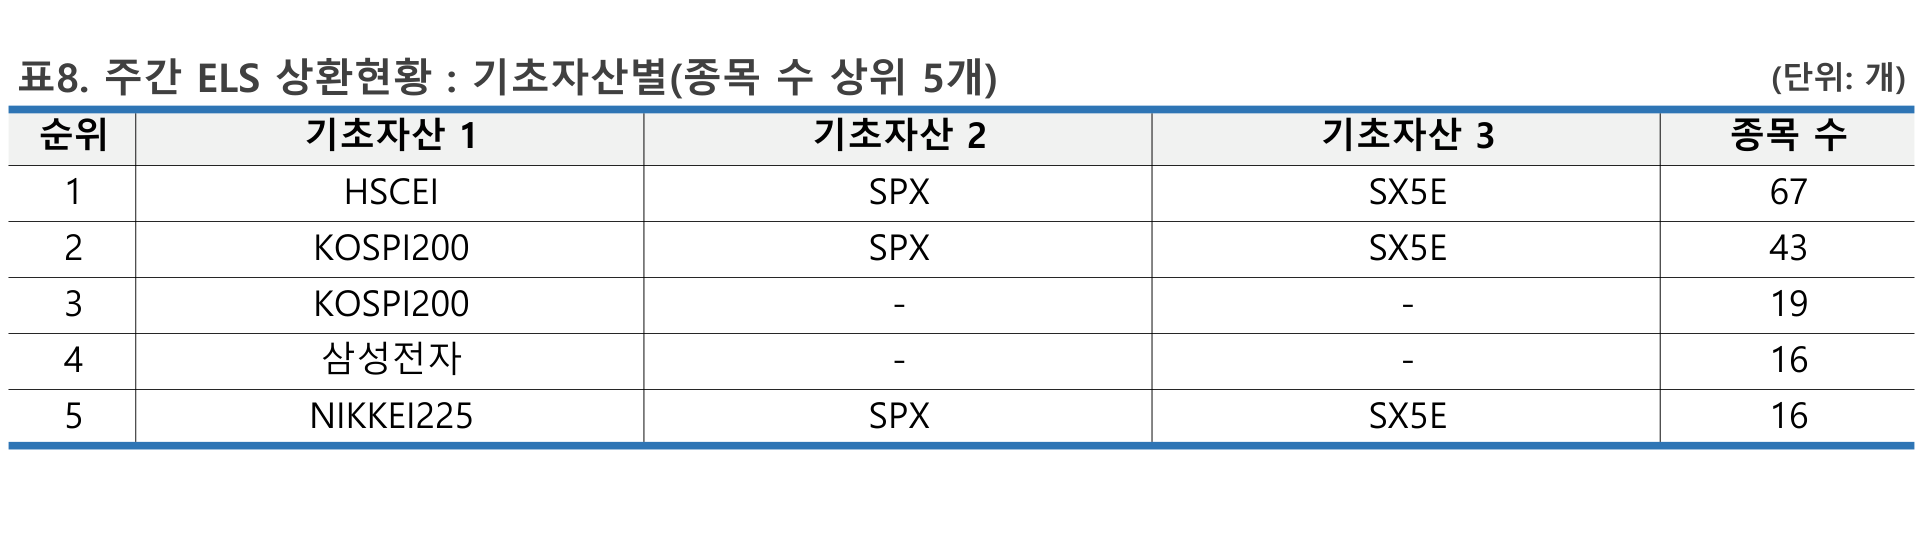 표8. 주간 ELS 상환현황 : 기초자산별(종목 수 상위 5개) (단위: 개)
순위 기초자산 1 기초자산 2 기초자산 3 종목 수
1 HSCEI SPX SX5E 67
2 KOSPI200 SPX SX5E 43
3 KOSPI200 - - 19
4 삼성전자 - - 16
5 NIKKEI225 SPX SX5E 16